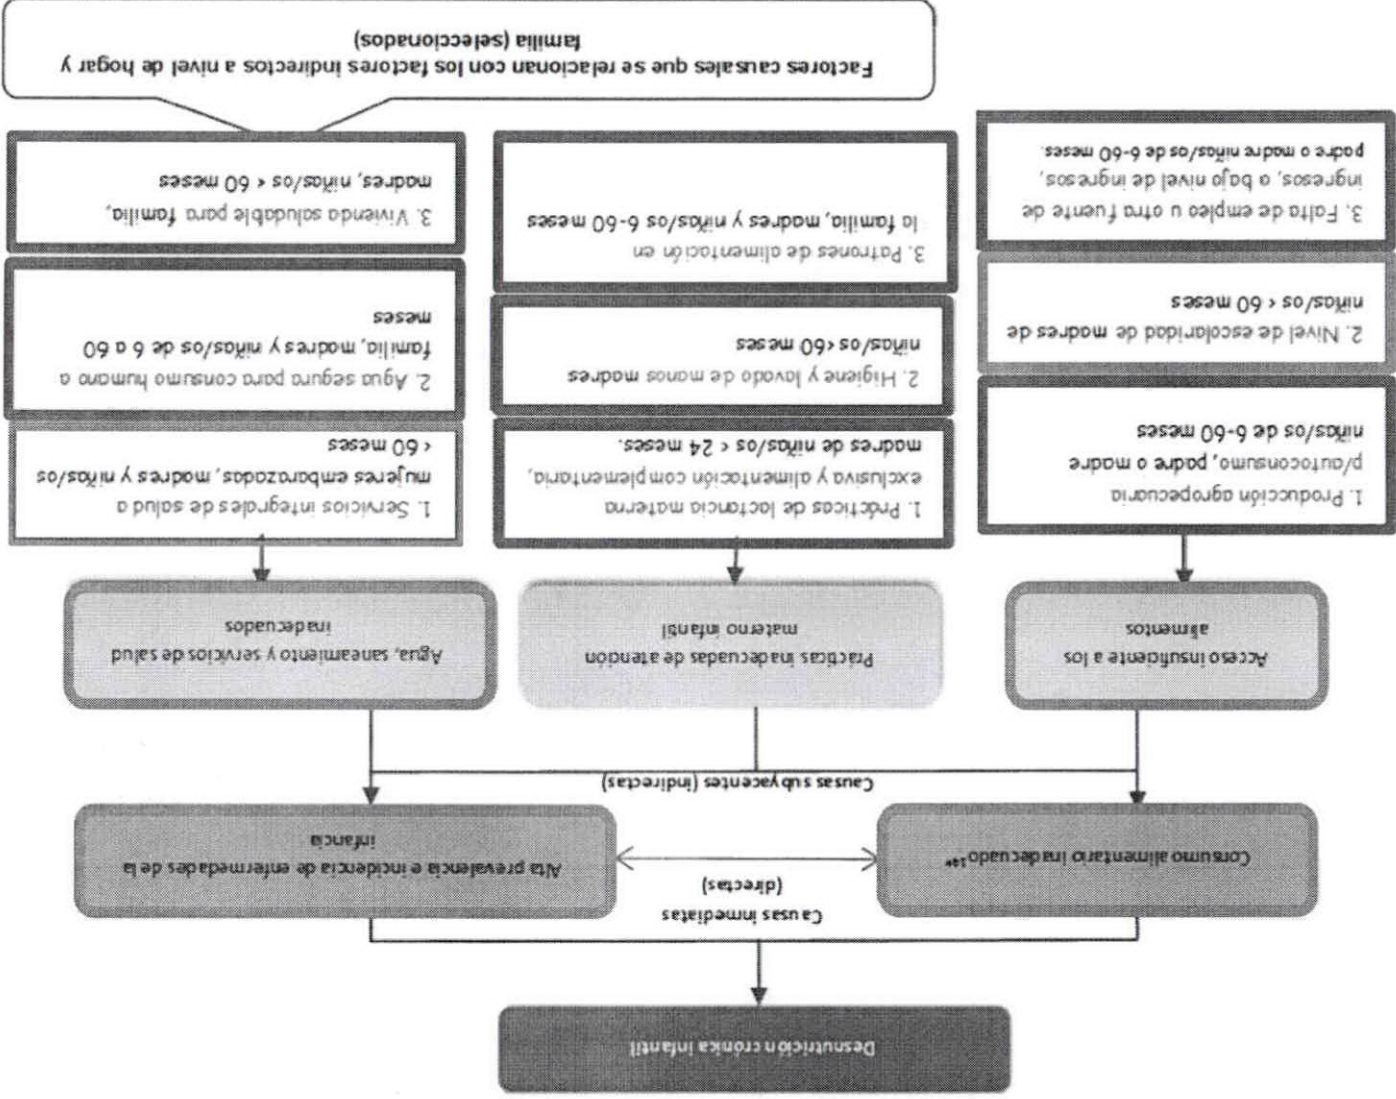 Desnutrición crónica infantil
Causas inmediatas
(directas)
Consumo alimentario inadecuado
Alta prevalencia e incidencia de enfermedades de la
infancia
Causas subyacentes (indirectas)
Acceso insuficiente a los
alimentos
Prácticas inadecuadas de atención
materno infantil
Agua, saneamiento y servicios de salud
inadecuados
1. Producción agropecuaria
p/autoconsumo, padre o madre
niñas/os de 6-60 meses
2. Nivel de escolaridad de madres de
niñas/os < 60 meses
3. Falta de empleo u otra fuente de
ingresos, o bajo nivel de ingresos,
padre o madre niñas/os de 6-60 meses.
1. Prácticas de lactancia materna
exclusiva y alimentación complementaria,
madres de niñas/os < 24 meses.
2. Higiene y lavado de manos madres
niñas/os <60 meses
3. Patrones de alimentación en
la familia, madres y niñas/os 6-60 meses
1. Servicios integrales de salud a
mujeres embarazadas, madres y niñas/os
< 60 meses
2. Agua segura para consumo humano a
familia, madres y niñas/os de 6 a 60
meses
3. Vivienda saludable para familia,
madres, niñas/os < 60 meses
Factores causales que se relacionan con los factores indirectos a nivel de hogar y
familia (seleccionados)